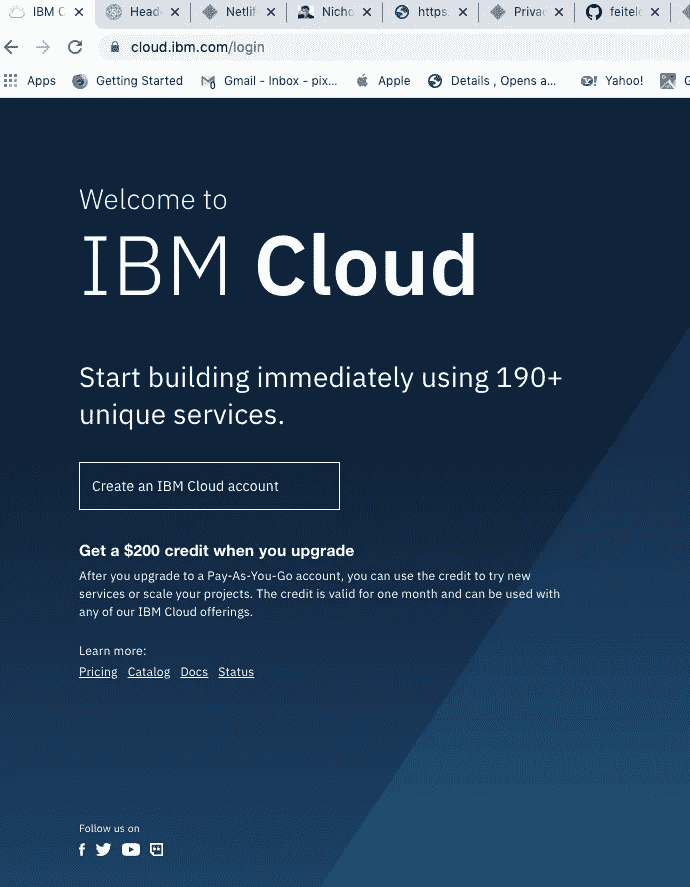 IBM C
Head
Netlif
Nicho
https:
Priva
feitel
cloud.ibm.com/login
Apps
Getting Started
Gmail - Inbox - pix...
Apple
Details , Opens a...
Yahoo!
G
Welcome to
IBM Cloud
Start building immediately using 190+
unique services.
Create an IBM Cloud account
Get a $200 credit when you upgrade
After you upgrade to a Pay-As-You-Go account, you can use the credit to try new
services or scale your projects. The credit is valid for one month and can be used with
any of our IBM Cloud offerings.
Learn more:
Pricing Catalog Docs Status
Follow us on